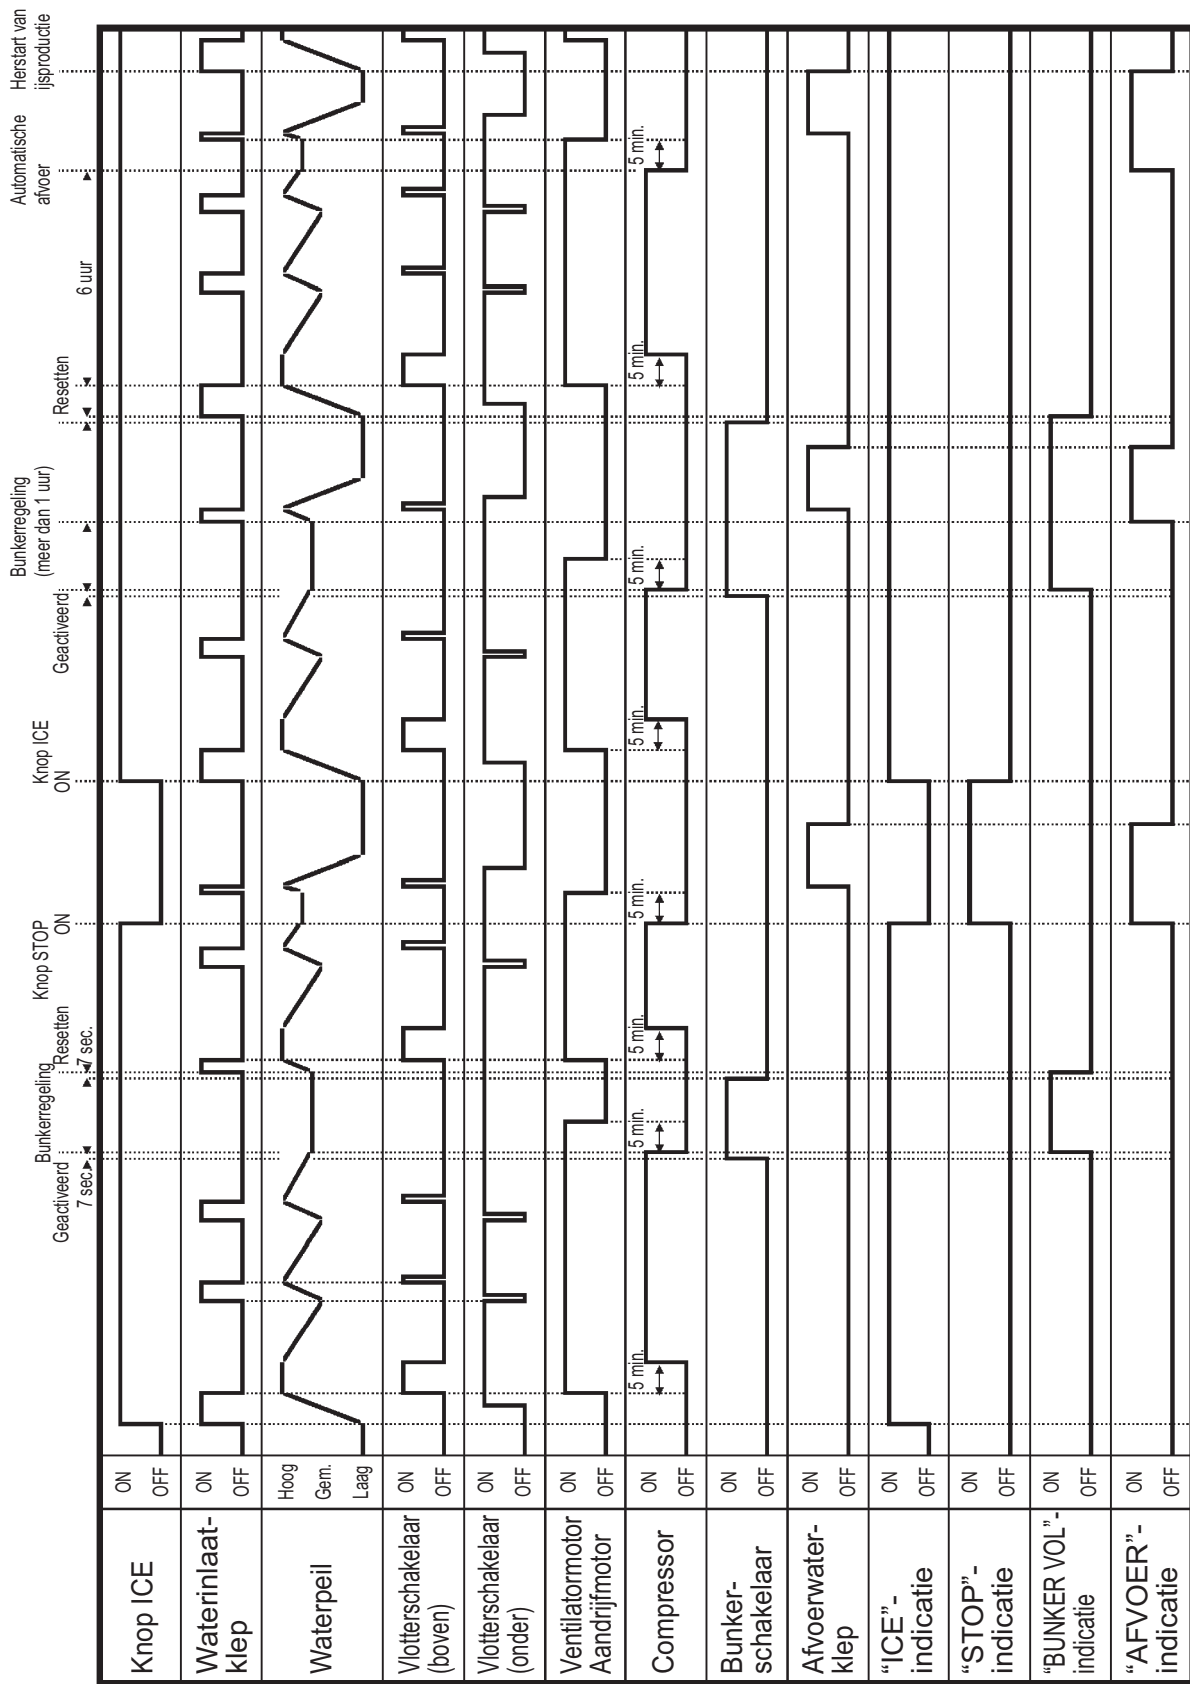 Geactiveerd
7 sec.
Bunkerregeling
Resetten
7 sec.
Knop STOP
ON
Knop ICE
ON
Geactiveerd
Bunkerregeling
(meer dan 1 uur)
Resetten
6 uur
Automatische
afvoer
Herstart van
ijsproductie
Knop ICE
ON
OFF
Waterinlaat-
klep
ON
OFF
Waterpeil
Hoog
Gem.
Laag
Vlotterschakelaar
(boven)
ON
OFF
Vlotterschakelaar
(onder)
ON
OFF
Ventilatormotor
Aandrijfmotor
ON
OFF
Compressor
ON
OFF
5 min.
5 min.
5 min.
5 min.
5 min.
5 min.
5 min.
5 min.
Bunker-
schakelaar
ON
OFF
Afvoerwater-
klep
ON
OFF
“ICE”-
indicatie
ON
OFF
“STOP”-
indicatie
ON
OFF
“BUNKER VOL”-
indicatie
ON
OFF
“AFVOER”-
indicatie
ON
OFF